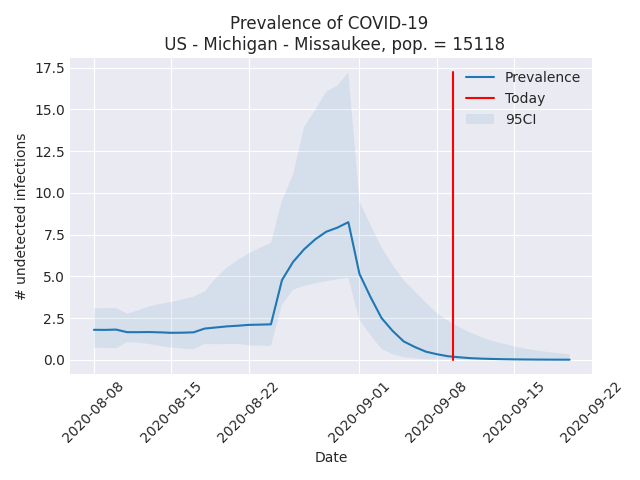 Prevalence of COVID-19
US - Michigan - Missaukee, pop. = 15118
17.5
15.0
12.5
10.0
7.5
5.0
2.5
0.0
# undetected infections
Prevalence
Today
95CI
2020-08-08
2020-08-15
2020-08-22
2020-09-01
2020-09-08
2020-09-15
2020-09-22
Date